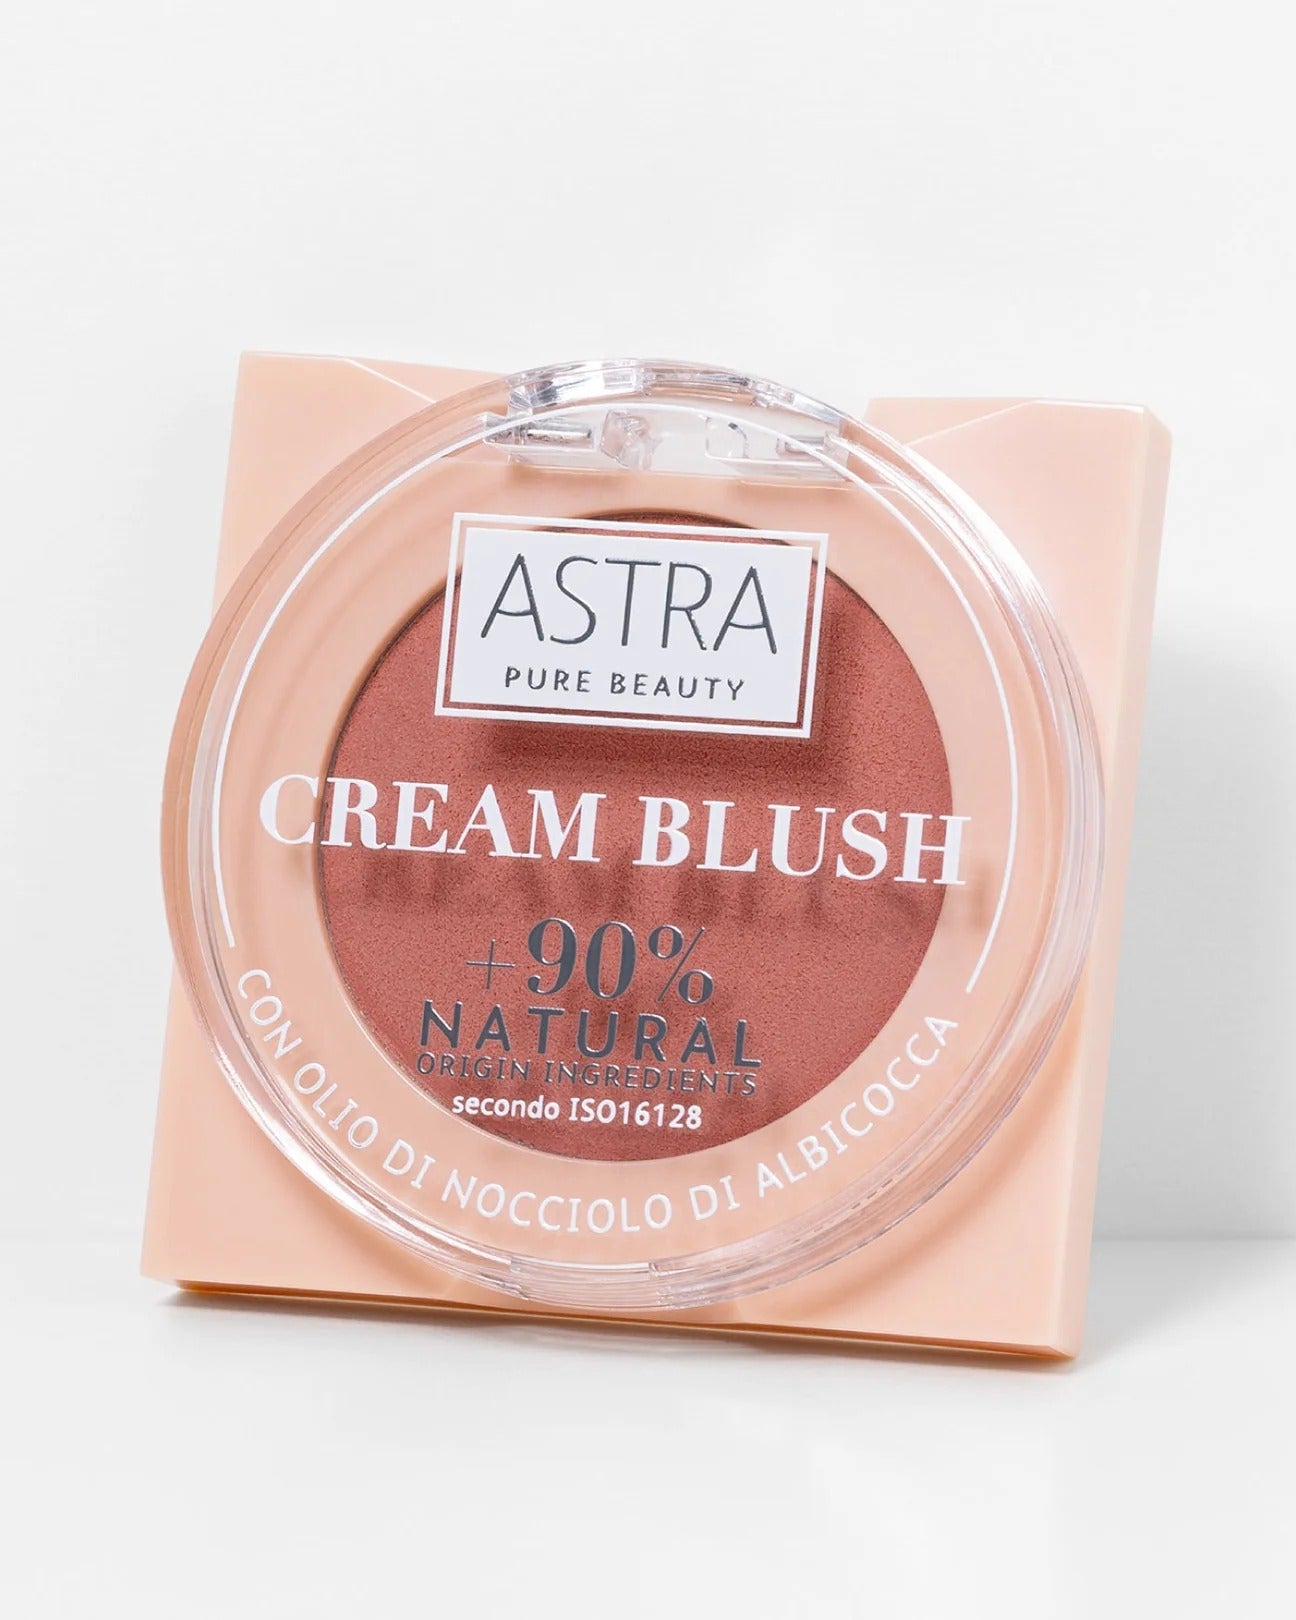 ASTRA
PURE BEAUTY
CREAM BLUSH
+90%
NATURAL
ORIGIN INGREDIENTS
secondo ISO16128
CON OLIO DI NOCCIOLO DI ALBICOCCA